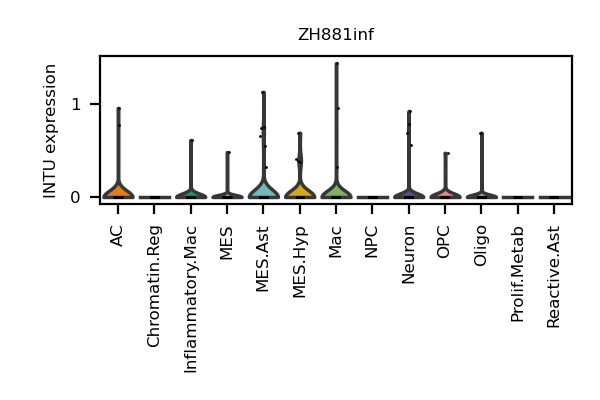 ZH881inf
INTU expression
1
0
AC
Chromatin.Reg
Inflammatory.Mac
MES
MES.Ast
MES.Hyp
Mac
NPC
Neuron
OPC
Oligo
Prolif.Metab
Reactive.Ast